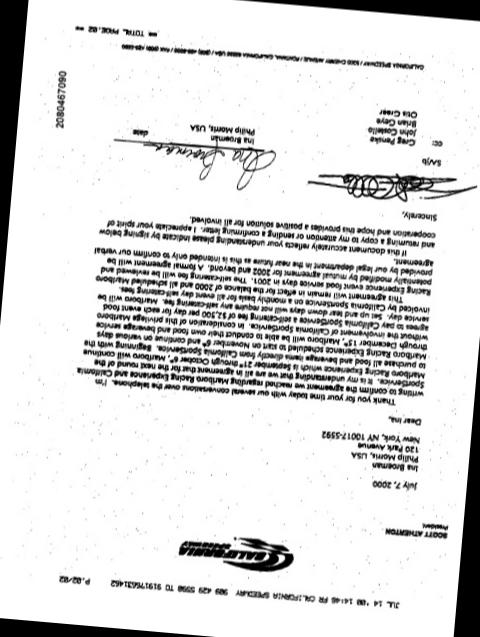 JUL 14 '00 14:46 FR CALIFORNIA SPEEDWAY 909 429 5598 TO 919176631462 P.02/02
CALIFORNIA
SPEEDWAY
SCOTT ATHERTON
President
July 7, 2000
Ina Broeman
Philip Morris, USA
120 Park Avenue
New York, NY 10017-5592
Dear Ina,
Thank you for your time today with our several conversations over the telephone. I'm
writing to confirm the agreement we reached regarding Marlboro Racing Experience and California
SportService. It is my understanding that we are all in agreement that for the next round of the
Marlboro Racing Experience which is September 21st through October 6th, Marlboro will continue
to purchase all food and beverage items directly from California SportService. Beginning with the
Marlboro Racing Experience scheduled to start on November 6th and continue on various days
through December 15th, Marlboro will be able to conduct their own food and beverage service
without the involvement of California SportService. In consideration of this privilege Marlboro
agrees to pay California SportService a self-catering fee of $2,500 per day for each event food
service day. Set up and tear down days will not require any self-catering fee. Marlboro will be
invoiced by California SportService on a monthly basis for all event day self-catering fees.
This agreement will remain in effect for the balance of 2000 and all scheduled Marlboro
Racing Experience event food service days in 2001. The self-catering fee will be reviewed and
potentially modified by mutual agreement for 2002 and beyond. A formal agreement will be
provided by our legal department in the near future as this is intended only to confirm our verbal
agreement.
If this document accurately reflects your understanding please indicate by signing below
and returning a copy to my attention or sending a confirming letter. I appreciate your spirit of
cooperation and hope this provides a positive solution for all involved.
Sincerely,
SA/jb
Ina Broeman
Ina Broeman date
Philip Morris, USA
cc: Greg Penske
John Costello
Brian Geye
Otis Greer
CALIFORNIA SPEEDWAY / 9300 CHERRY AVENUE / FONTANA, CALIFORNIA 92335 USA / (909) 429-5000 / FAX (909) 429-5500
** TOTAL PAGE.02 **
2080467090